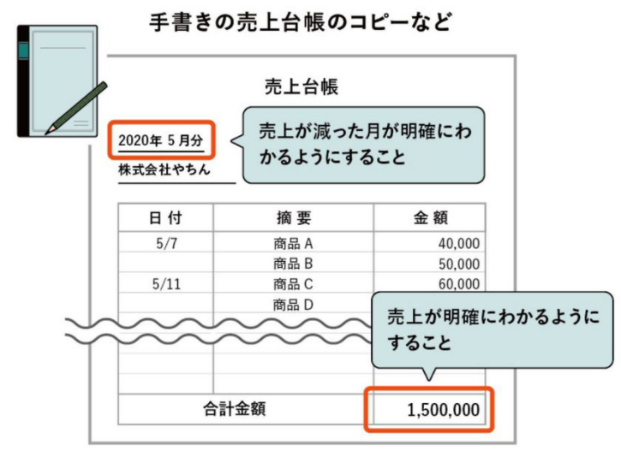 手書きの売上台帳のコピーなど
売上台帳
2020年 5 月分
売上が減った月が明確にわ
かるようにすること
株式会社やちん
日 付 摘 要 金 額
5/7 商品 A 40,000
商品 B 50,000
5/11 商品 C 60,000
商品 D
売上が明確にわかるように
すること
合計金額 1,500,000